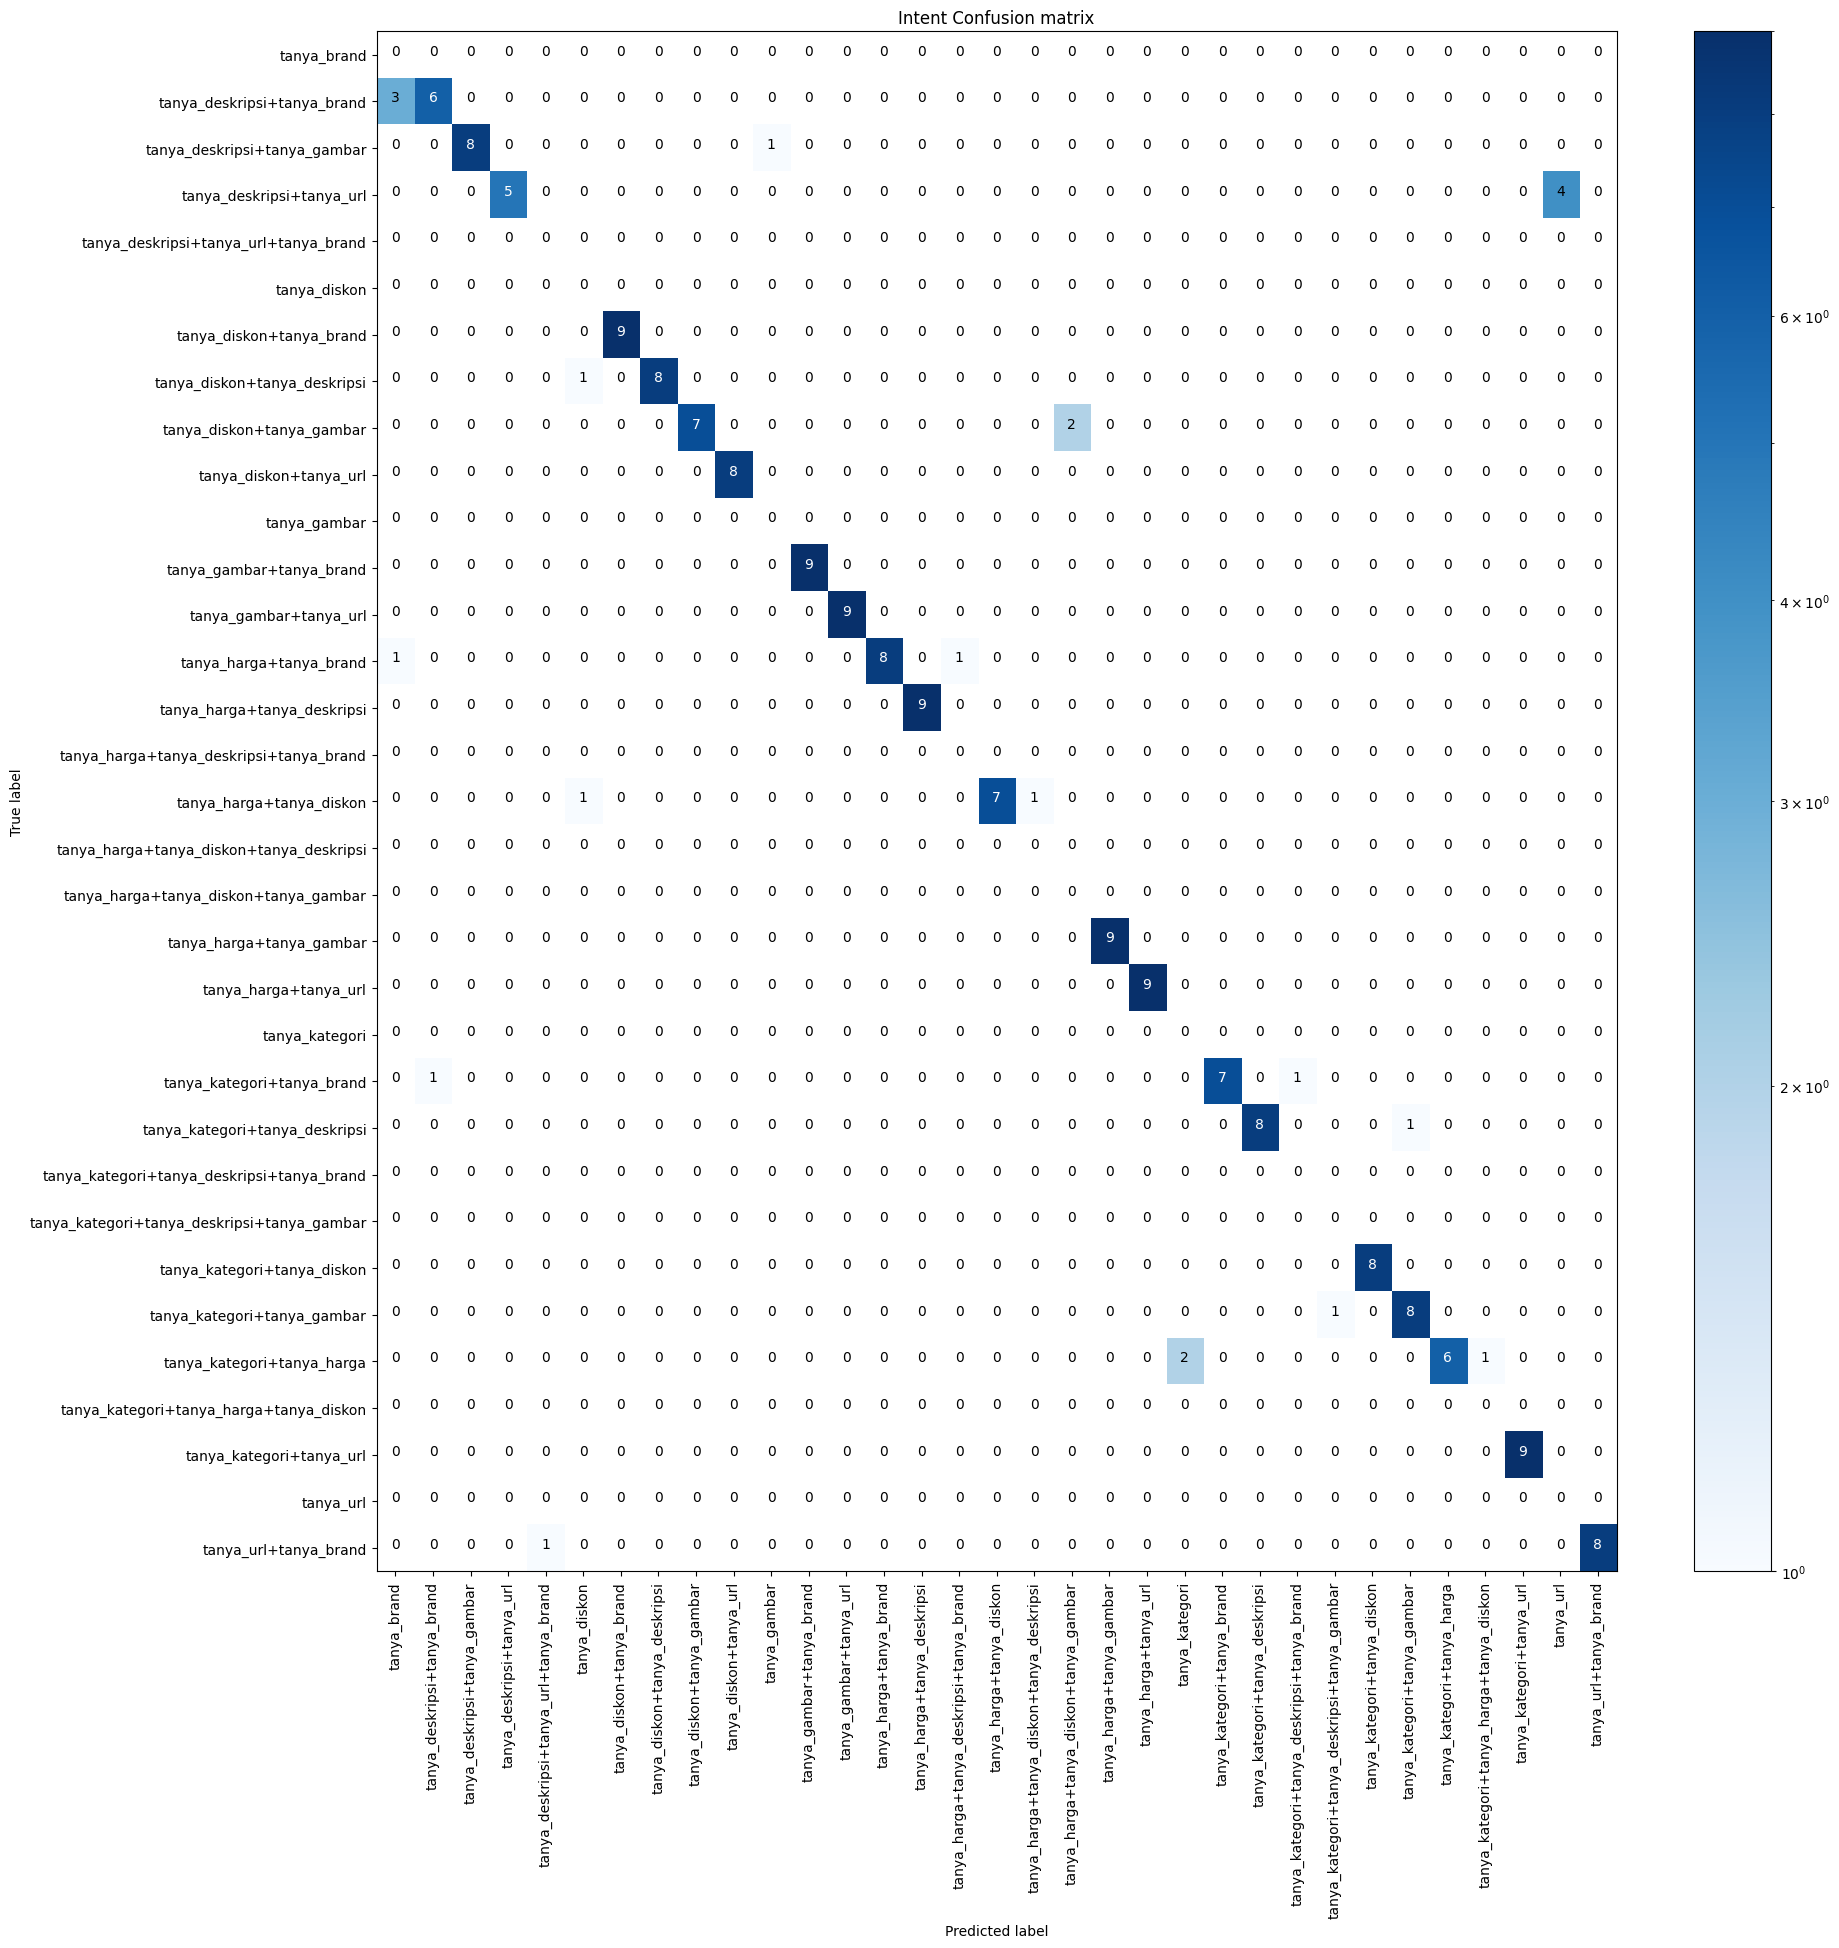 Intent Confusion matrix
tanya_brand 0 0 0 0 0 0 0 0 0 0 0 0 0 0 0 0 0 0 0 0 0 0 0 0 0 0 0 0 0 0 0 0 0
tanya_deskripsi+tanya_brand 3 6 0 0 0 0 0 0 0 0 0 0 0 0 0 0 0 0 0 0 0 0 0 0 0 0 0 0 0 0 0 0 0
tanya_deskripsi+tanya_gambar 0 0 8 0 0 0 0 0 0 0 1 0 0 0 0 0 0 0 0 0 0 0 0 0 0 0 0 0 0 0 0 0 0
tanya_deskripsi+tanya_url 0 0 0 5 0 0 0 0 0 0 0 0 0 0 0 0 0 0 0 0 0 0 0 0 0 0 0 0 0 0 0 4 0
tanya_deskripsi+tanya_url+tanya_brand 0 0 0 0 0 0 0 0 0 0 0 0 0 0 0 0 0 0 0 0 0 0 0 0 0 0 0 0 0 0 0 0 0
tanya_diskon 0 0 0 0 0 0 0 0 0 0 0 0 0 0 0 0 0 0 0 0 0 0 0 0 0 0 0 0 0 0 0 0 0
tanya_diskon+tanya_brand 0 0 0 0 0 0 9 0 0 0 0 0 0 0 0 0 0 0 0 0 0 0 0 0 0 0 0 0 0 0 0 0 0
tanya_diskon+tanya_deskripsi 0 0 0 0 0 1 0 8 0 0 0 0 0 0 0 0 0 0 0 0 0 0 0 0 0 0 0 0 0 0 0 0 0
tanya_diskon+tanya_gambar 0 0 0 0 0 0 0 0 7 0 0 0 0 0 0 0 0 0 2 0 0 0 0 0 0 0 0 0 0 0 0 0 0
tanya_diskon+tanya_url 0 0 0 0 0 0 0 0 0 8 0 0 0 0 0 0 0 0 0 0 0 0 0 0 0 0 0 0 0 0 0 0 0
tanya_gambar 0 0 0 0 0 0 0 0 0 0 0 0 0 0 0 0 0 0 0 0 0 0 0 0 0 0 0 0 0 0 0 0 0
tanya_gambar+tanya_brand 0 0 0 0 0 0 0 0 0 0 0 9 0 0 0 0 0 0 0 0 0 0 0 0 0 0 0 0 0 0 0 0 0
tanya_gambar+tanya_url 0 0 0 0 0 0 0 0 0 0 0 0 9 0 0 0 0 0 0 0 0 0 0 0 0 0 0 0 0 0 0 0 0
tanya_harga+tanya_brand 1 0 0 0 0 0 0 0 0 0 0 0 0 8 0 1 0 0 0 0 0 0 0 0 0 0 0 0 0 0 0 0 0
tanya_harga+tanya_deskripsi 0 0 0 0 0 0 0 0 0 0 0 0 0 0 9 0 0 0 0 0 0 0 0 0 0 0 0 0 0 0 0 0 0
tanya_harga+tanya_deskripsi+tanya_brand 0 0 0 0 0 0 0 0 0 0 0 0 0 0 0 0 0 0 0 0 0 0 0 0 0 0 0 0 0 0 0 0 0
tanya_harga+tanya_diskon 0 0 0 0 0 1 0 0 0 0 0 0 0 0 0 0 7 1 0 0 0 0 0 0 0 0 0 0 0 0 0 0 0
tanya_harga+tanya_diskon+tanya_deskripsi 0 0 0 0 0 0 0 0 0 0 0 0 0 0 0 0 0 0 0 0 0 0 0 0 0 0 0 0 0 0 0 0 0
tanya_harga+tanya_diskon+tanya_gambar 0 0 0 0 0 0 0 0 0 0 0 0 0 0 0 0 0 0 0 0 0 0 0 0 0 0 0 0 0 0 0 0 0
tanya_harga+tanya_gambar 0 0 0 0 0 0 0 0 0 0 0 0 0 0 0 0 0 0 0 9 0 0 0 0 0 0 0 0 0 0 0 0 0
tanya_harga+tanya_url 0 0 0 0 0 0 0 0 0 0 0 0 0 0 0 0 0 0 0 0 9 0 0 0 0 0 0 0 0 0 0 0 0
tanya_kategori 0 0 0 0 0 0 0 0 0 0 0 0 0 0 0 0 0 0 0 0 0 0 0 0 0 0 0 0 0 0 0 0 0
tanya_kategori+tanya_brand 0 1 0 0 0 0 0 0 0 0 0 0 0 0 0 0 0 0 0 0 0 0 7 0 1 0 0 0 0 0 0 0 0
tanya_kategori+tanya_deskripsi 0 0 0 0 0 0 0 0 0 0 0 0 0 0 0 0 0 0 0 0 0 0 0 8 0 0 0 1 0 0 0 0 0
tanya_kategori+tanya_deskripsi+tanya_brand 0 0 0 0 0 0 0 0 0 0 0 0 0 0 0 0 0 0 0 0 0 0 0 0 0 0 0 0 0 0 0 0 0
tanya_kategori+tanya_deskripsi+tanya_gambar 0 0 0 0 0 0 0 0 0 0 0 0 0 0 0 0 0 0 0 0 0 0 0 0 0 0 0 0 0 0 0 0 0
tanya_kategori+tanya_diskon 0 0 0 0 0 0 0 0 0 0 0 0 0 0 0 0 0 0 0 0 0 0 0 0 0 0 8 0 0 0 0 0 0
tanya_kategori+tanya_gambar 0 0 0 0 0 0 0 0 0 0 0 0 0 0 0 0 0 0 0 0 0 0 0 0 0 1 0 8 0 0 0 0 0
tanya_kategori+tanya_harga 0 0 0 0 0 0 0 0 0 0 0 0 0 0 0 0 0 0 0 0 0 2 0 0 0 0 0 0 6 1 0 0 0
tanya_kategori+tanya_harga+tanya_diskon 0 0 0 0 0 0 0 0 0 0 0 0 0 0 0 0 0 0 0 0 0 0 0 0 0 0 0 0 0 0 0 0 0
tanya_kategori+tanya_url 0 0 0 0 0 0 0 0 0 0 0 0 0 0 0 0 0 0 0 0 0 0 0 0 0 0 0 0 0 0 9 0 0
tanya_url 0 0 0 0 0 0 0 0 0 0 0 0 0 0 0 0 0 0 0 0 0 0 0 0 0 0 0 0 0 0 0 0 0
tanya_url+tanya_brand 0 0 0 0 1 0 0 0 0 0 0 0 0 0 0 0 0 0 0 0 0 0 0 0 0 0 0 0 0 0 0 0 8
True label
tanya_brand
tanya_deskripsi+tanya_brand
tanya_deskripsi+tanya_gambar
tanya_deskripsi+tanya_url
tanya_deskripsi+tanya_url+tanya_brand
tanya_diskon
tanya_diskon+tanya_brand
tanya_diskon+tanya_deskripsi
tanya_diskon+tanya_gambar
tanya_diskon+tanya_url
tanya_gambar
tanya_gambar+tanya_brand
tanya_gambar+tanya_url
tanya_harga+tanya_brand
tanya_harga+tanya_deskripsi
tanya_harga+tanya_deskripsi+tanya_brand
tanya_harga+tanya_diskon
tanya_harga+tanya_diskon+tanya_deskripsi
tanya_harga+tanya_diskon+tanya_gambar
tanya_harga+tanya_gambar
tanya_harga+tanya_url
tanya_kategori
tanya_kategori+tanya_brand
tanya_kategori+tanya_deskripsi
tanya_kategori+tanya_deskripsi+tanya_brand
tanya_kategori+tanya_deskripsi+tanya_gambar
tanya_kategori+tanya_diskon
tanya_kategori+tanya_gambar
tanya_kategori+tanya_harga
tanya_kategori+tanya_harga+tanya_diskon
tanya_kategori+tanya_url
tanya_url
tanya_url+tanya_brand
Predicted label
6 × 10⁰
4 × 10⁰
3 × 10⁰
2 × 10⁰
10⁰